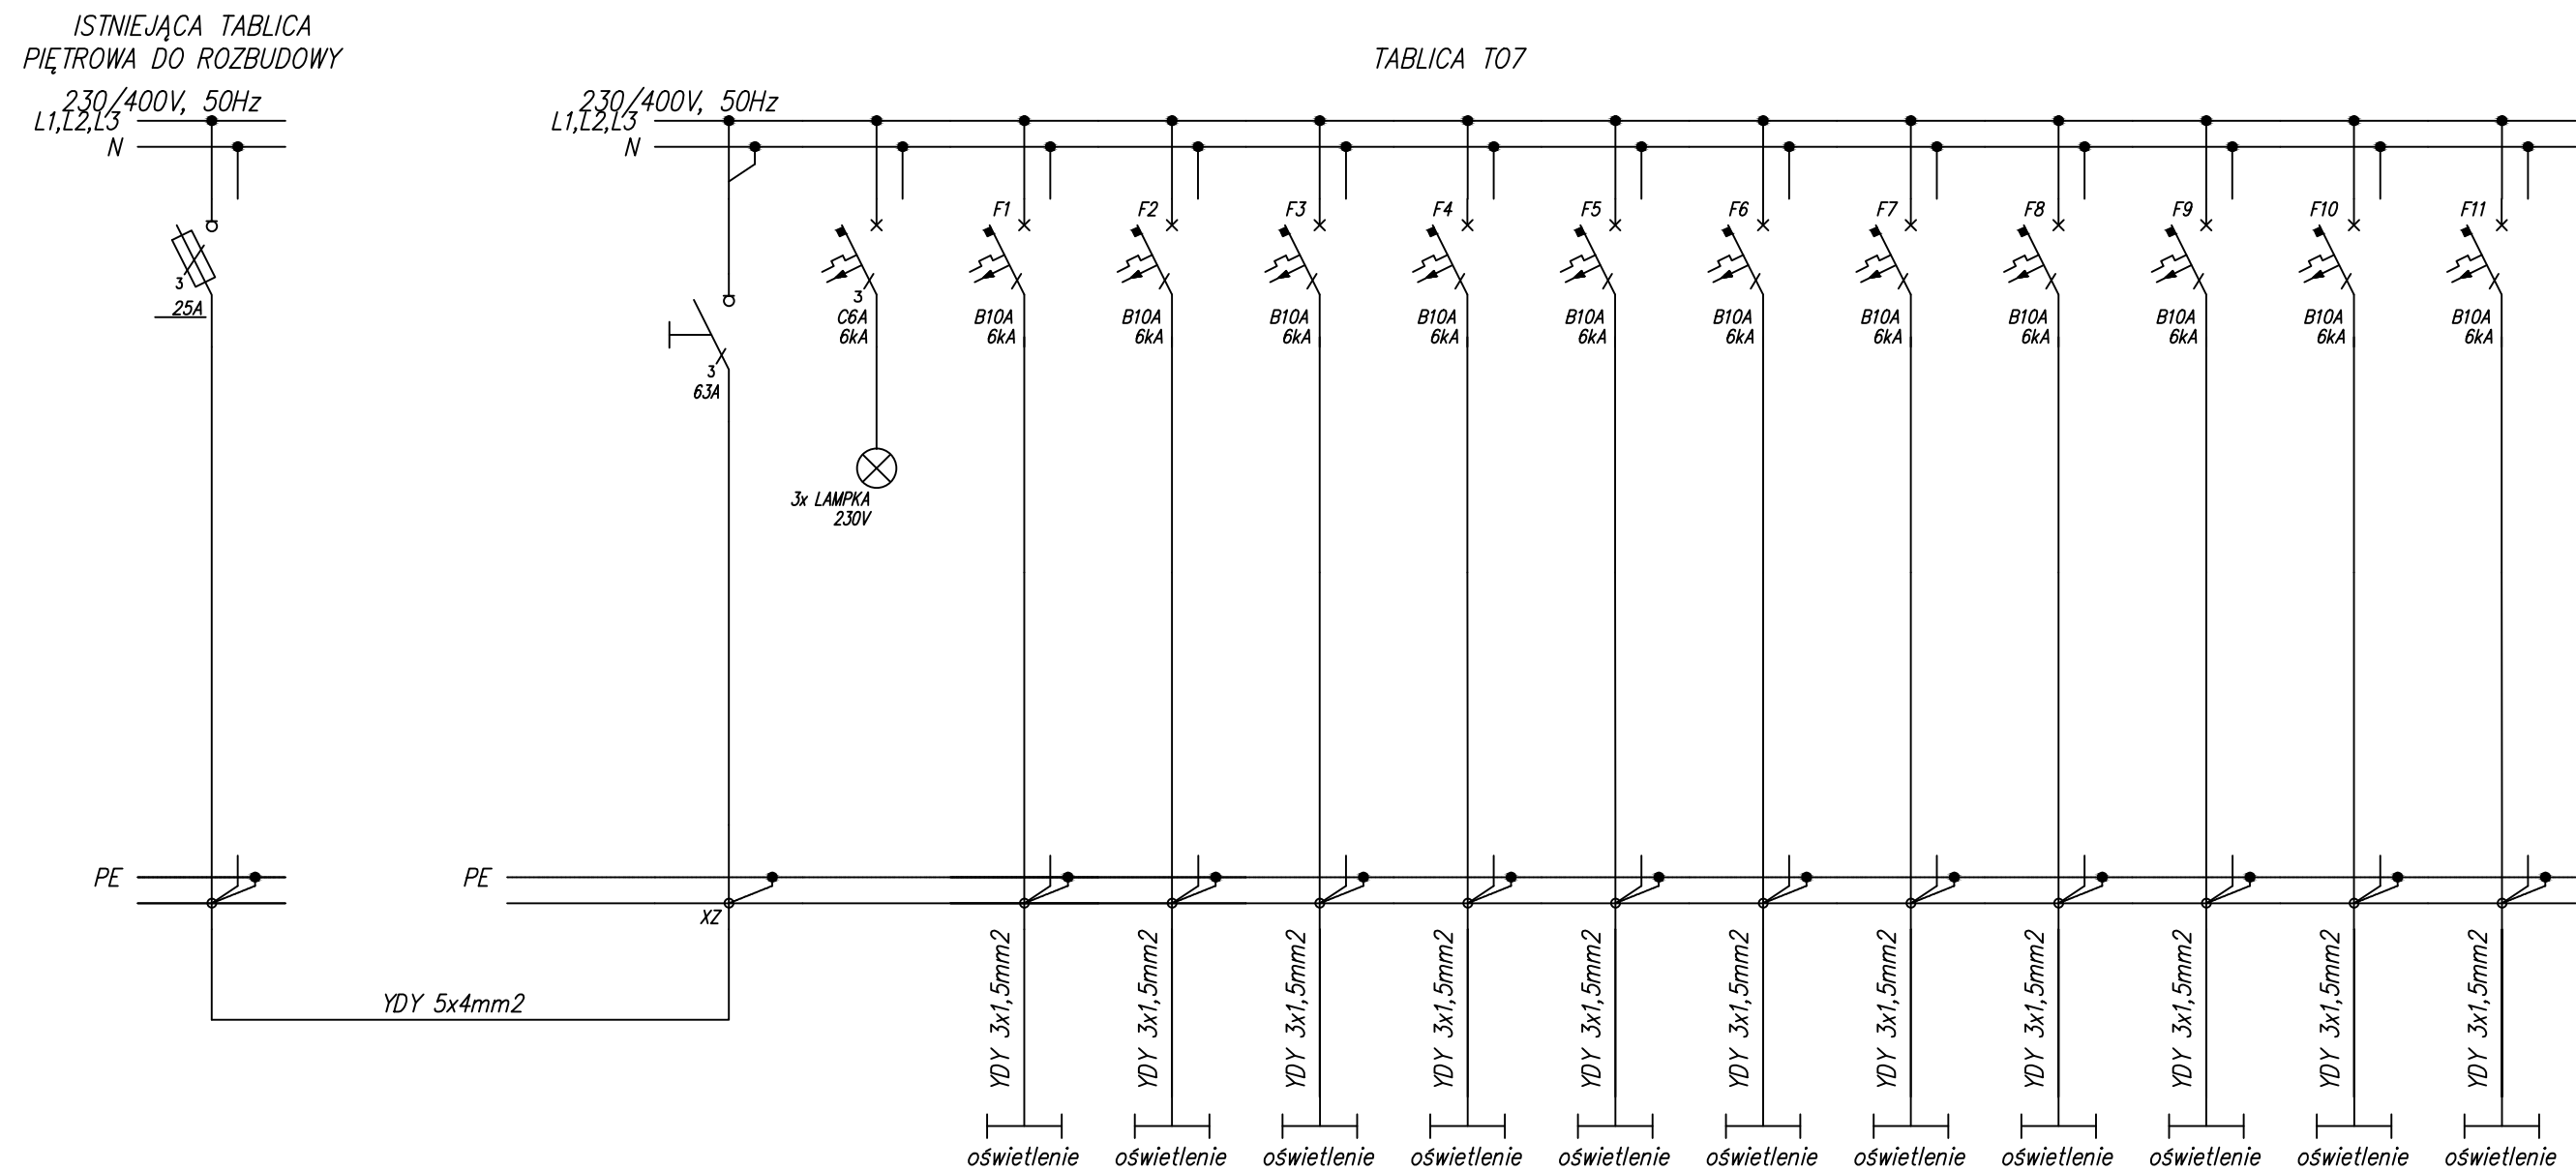 ISTNIEJĄCA TABLICA
PIĘTROWA DO ROZBUDOWY
TABLICA TO7
230/400V, 50Hz
L1,L2,L3
N
230/400V, 50Hz
L1,L2,L3
N
3
25A
3
63A
3
C6A
6kA
3x LAMPKA
230V
F1
B10A
6kA
F2
B10A
6kA
F3
B10A
6kA
F4
B10A
6kA
F5
B10A
6kA
F6
B10A
6kA
F7
B10A
6kA
F8
B10A
6kA
F9
B10A
6kA
F10
B10A
6kA
F11
B10A
6kA
PE
PE
XZ
YDY 5x4mm2
YDY 3x1,5mm2
YDY 3x1,5mm2
YDY 3x1,5mm2
YDY 3x1,5mm2
YDY 3x1,5mm2
YDY 3x1,5mm2
YDY 3x1,5mm2
YDY 3x1,5mm2
YDY 3x1,5mm2
YDY 3x1,5mm2
YDY 3x1,5mm2
oświetlenie
oświetlenie
oświetlenie
oświetlenie
oświetlenie
oświetlenie
oświetlenie
oświetlenie
oświetlenie
oświetlenie
oświetlenie